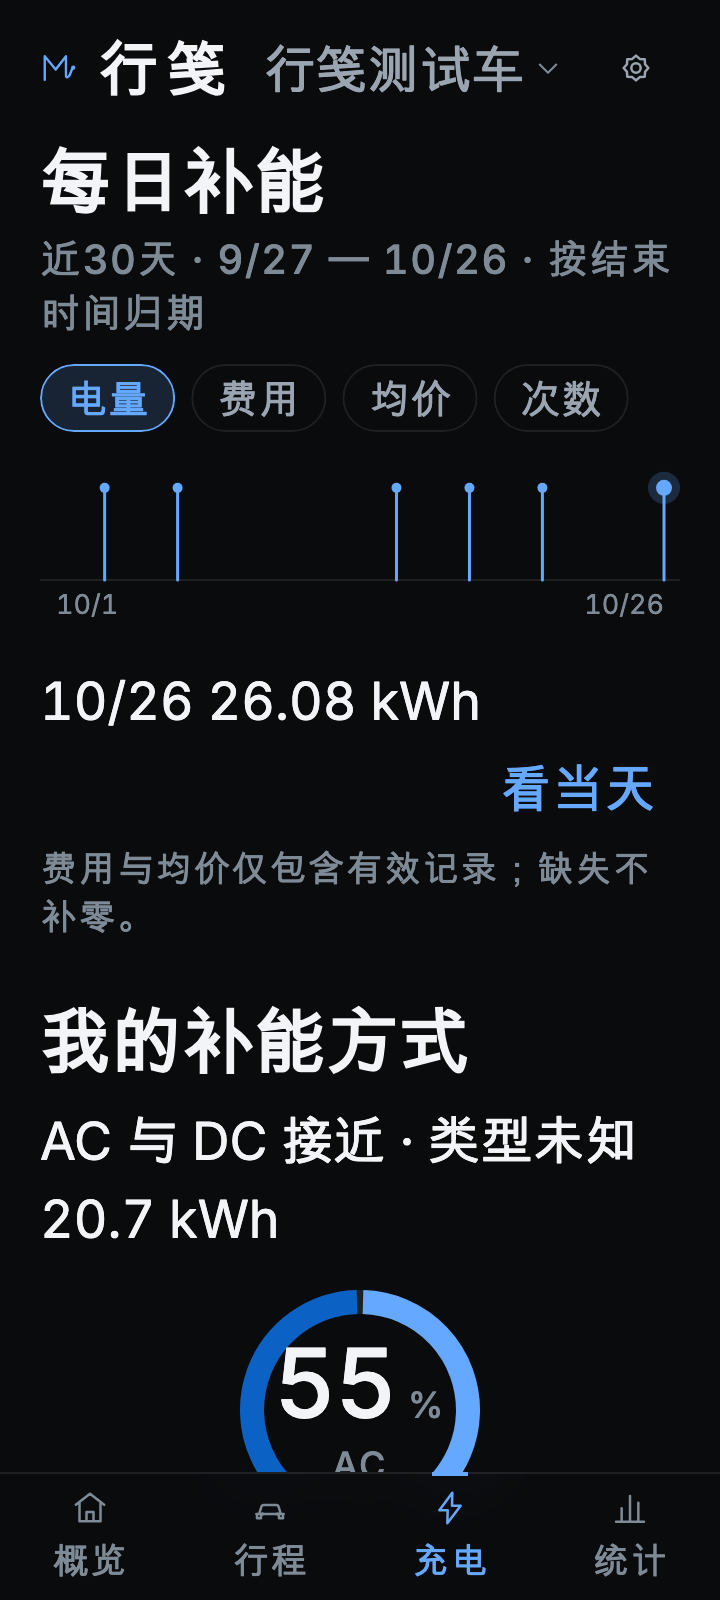 行笺 行笺测试车
每日补能
近30天 · 9/27 — 10/26 · 按结束
时间归期
电量 费用 均价 次数
10/1 10/26
10/26 26.08 kWh
看当天
费用与均价仅包含有效记录；缺失不
补零。
我的补能方式
AC 与 DC 接近 · 类型未知
20.7 kWh
55 %
AC
概览 行程 充电 统计